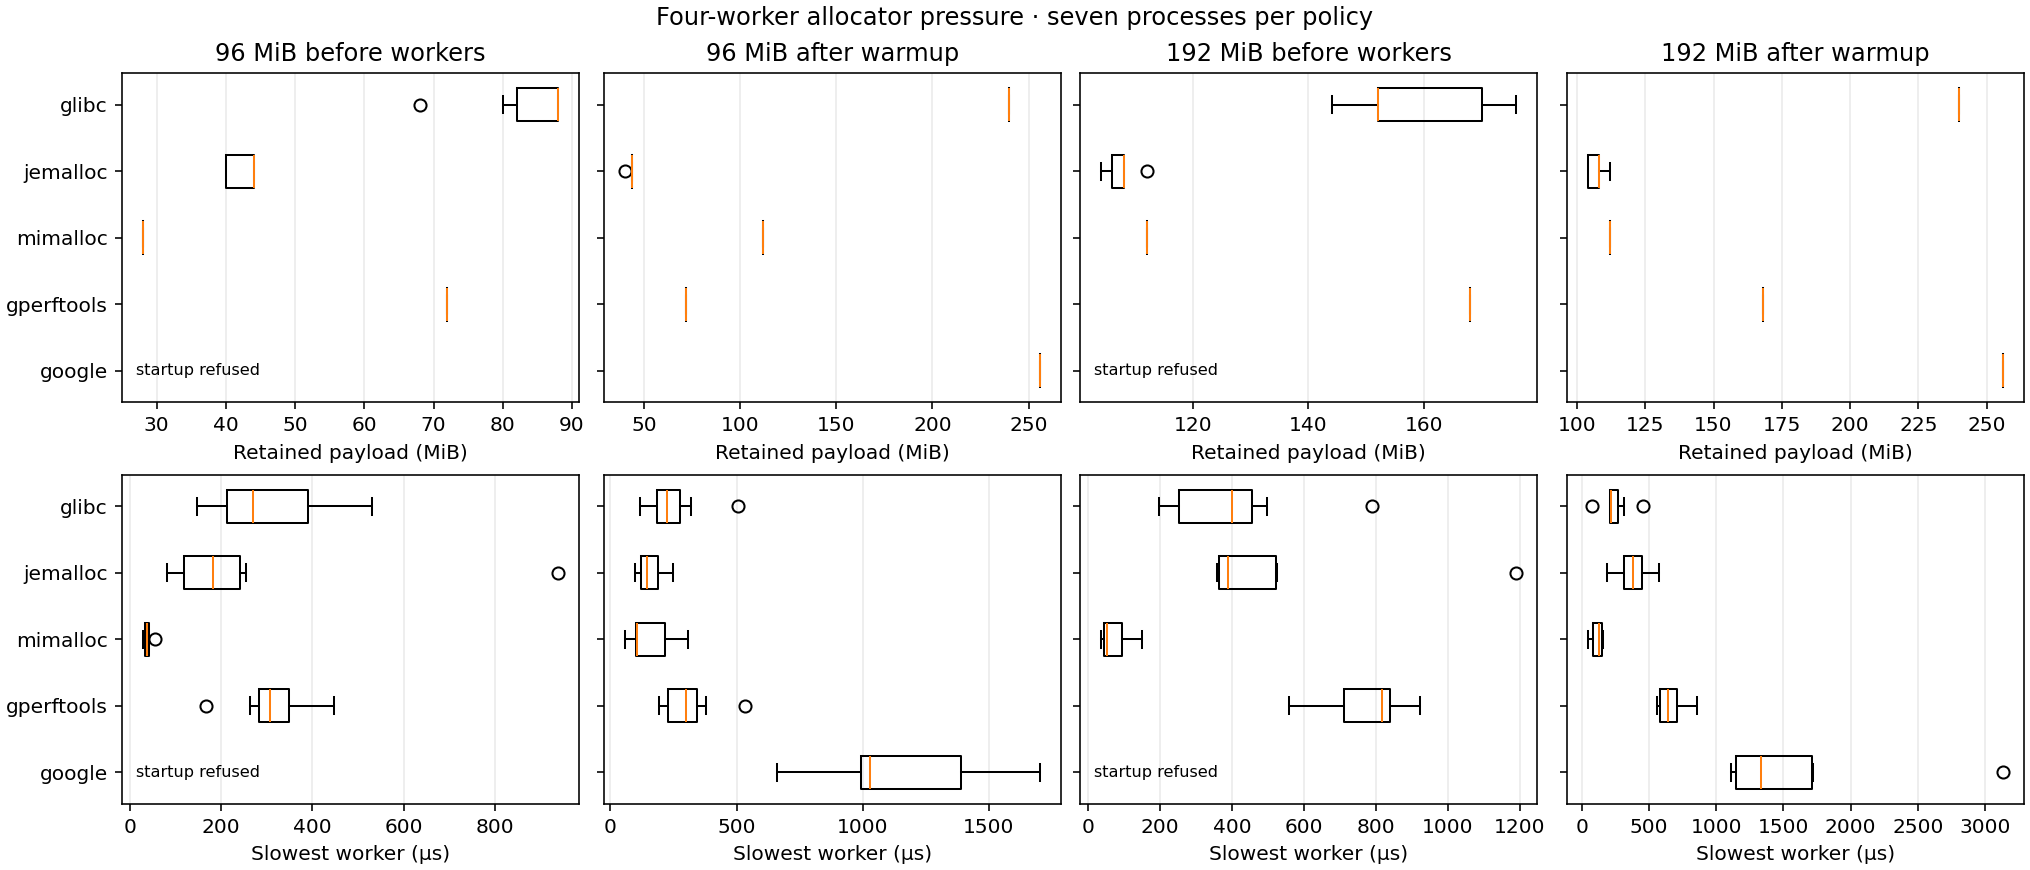 Four-worker allocator pressure · seven processes per policy
96 MiB before workers
96 MiB after warmup
192 MiB before workers
192 MiB after warmup
glibc
jemalloc
mimalloc
gperftools
google
startup refused
startup refused
30 40 50 60 70 80 90
50 100 150 200 250
120 140 160
100 125 150 175 200 225 250
Retained payload (MiB)
Retained payload (MiB)
Retained payload (MiB)
Retained payload (MiB)
glibc
jemalloc
mimalloc
gperftools
google
startup refused
startup refused
0 200 400 600 800
0 500 1000 1500
0 200 400 600 800 1000 1200
0 500 1000 1500 2000 2500 3000
Slowest worker (µs)
Slowest worker (µs)
Slowest worker (µs)
Slowest worker (µs)